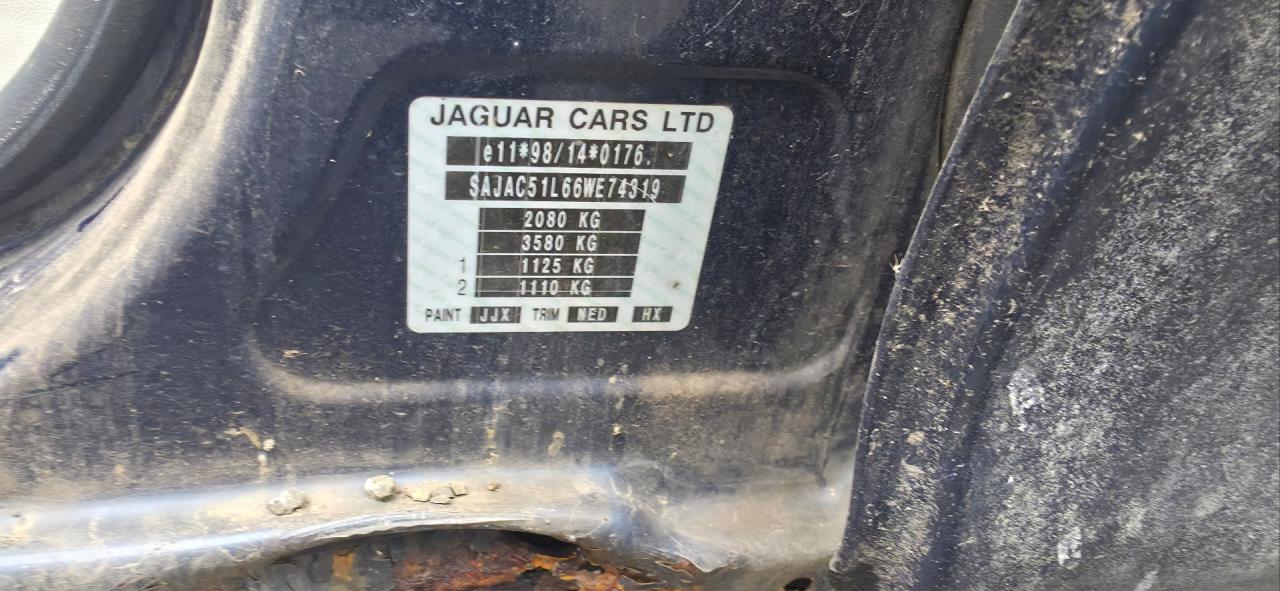 JAGUAR CARS LTD
e11*98/14*0176.
SAJAC51L66WE74319
2080 KG
3580 KG
1 1125 KG
2 1110 KG
PAINT JJX TRIM NED HX